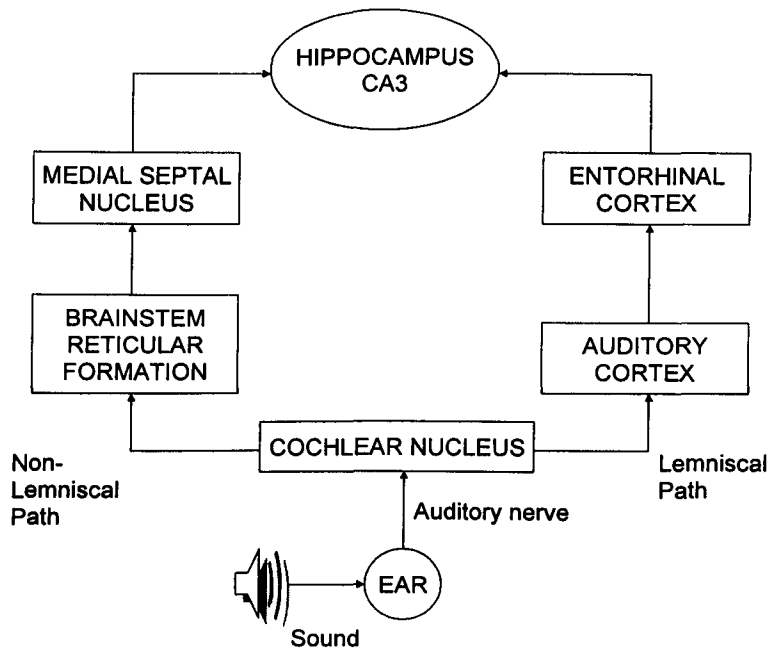 HIPPOCAMPUS
CA3
MEDIAL SEPTAL
NUCLEUS
ENTORHINAL
CORTEX
BRAINSTEM
RETICULAR
FORMATION
AUDITORY
CORTEX
COCHLEAR NUCLEUS
Non-
Lemniscal
Path
Lemniscal
Path
Auditory nerve
EAR
Sound